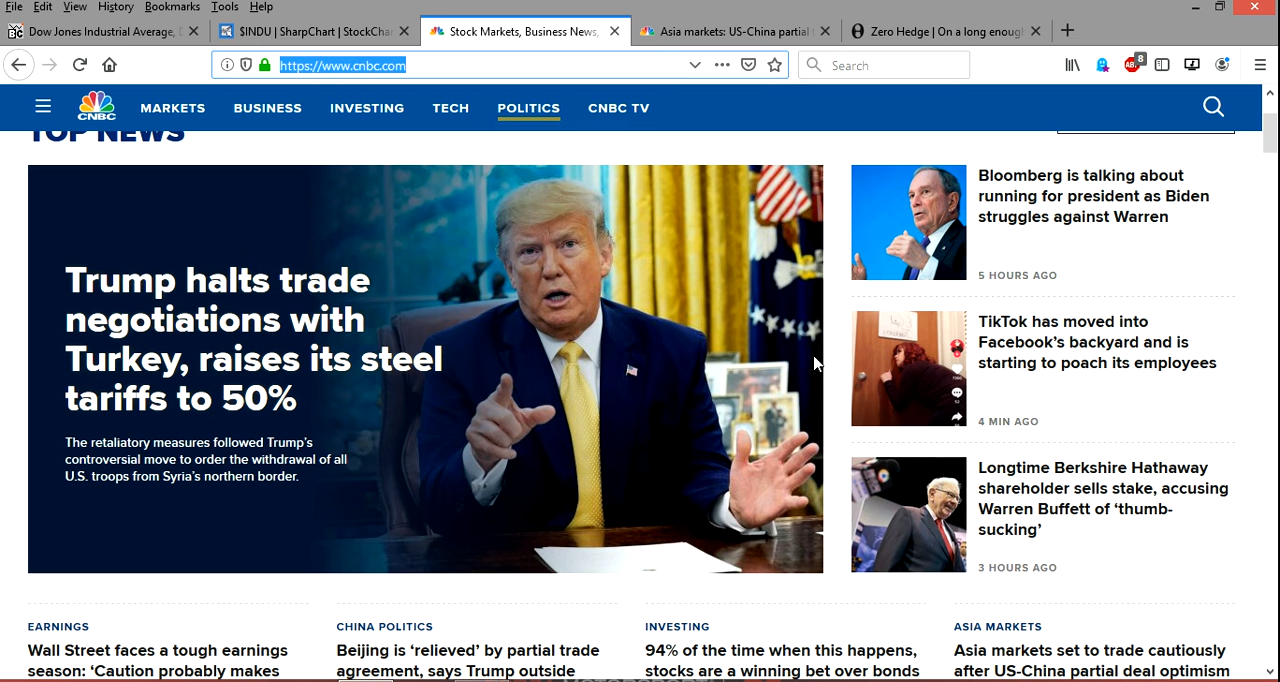 File Edit View History Bookmarks Tools Help
Dow Jones Industrial Average,
$INDU | SharpChart | StockChar
Stock Markets, Business News,
Asia markets: US-China partial
Zero Hedge | On a long enough
https://www.cnbc.com
Search
8
CNBC
MARKETS BUSINESS INVESTING TECH POLITICS CNBC TV
TOP NEWS
Trump halts trade
negotiations with
Turkey, raises its steel
tariffs to 50%
The retaliatory measures followed Trump’s
controversial move to order the withdrawal of all
U.S. troops from Syria’s northern border.
Bloomberg is talking about
running for president as Biden
struggles against Warren
5 HOURS AGO
TikTok has moved into
Facebook’s backyard and is
starting to poach its employees
4 MIN AGO
Longtime Berkshire Hathaway
shareholder sells stake, accusing
Warren Buffett of ‘thumb-
sucking’
3 HOURS AGO
EARNINGS
Wall Street faces a tough earnings
season: ‘Caution probably makes
CHINA POLITICS
Beijing is ‘relieved’ by partial trade
agreement, says Trump outside
INVESTING
94% of the time when this happens,
stocks are a winning bet over bonds
ASIA MARKETS
Asia markets set to trade cautiously
after US-China partial deal optimism